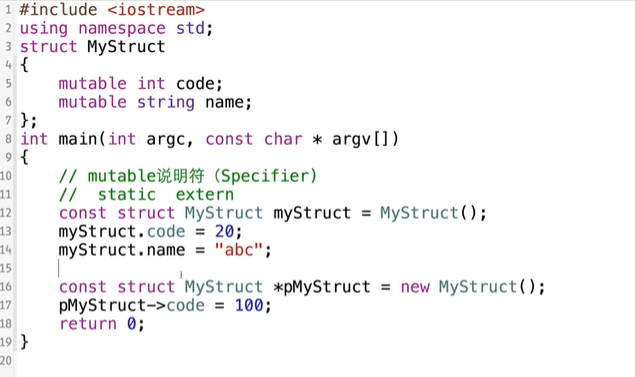 1 #include <iostream>
2 using namespace std;
3 struct MyStruct
4 {
5     mutable int code;
6     mutable string name;
7 };
8 int main(int argc, const char * argv[])
9 {
10     // mutable说明符（Specifier)
11     //  static  extern
12     const struct MyStruct myStruct = MyStruct();
13     myStruct.code = 20;
14     myStruct.name = "abc";
15
16     const struct MyStruct *pMyStruct = new MyStruct();
17     pMyStruct->code = 100;
18     return 0;
19 }
20